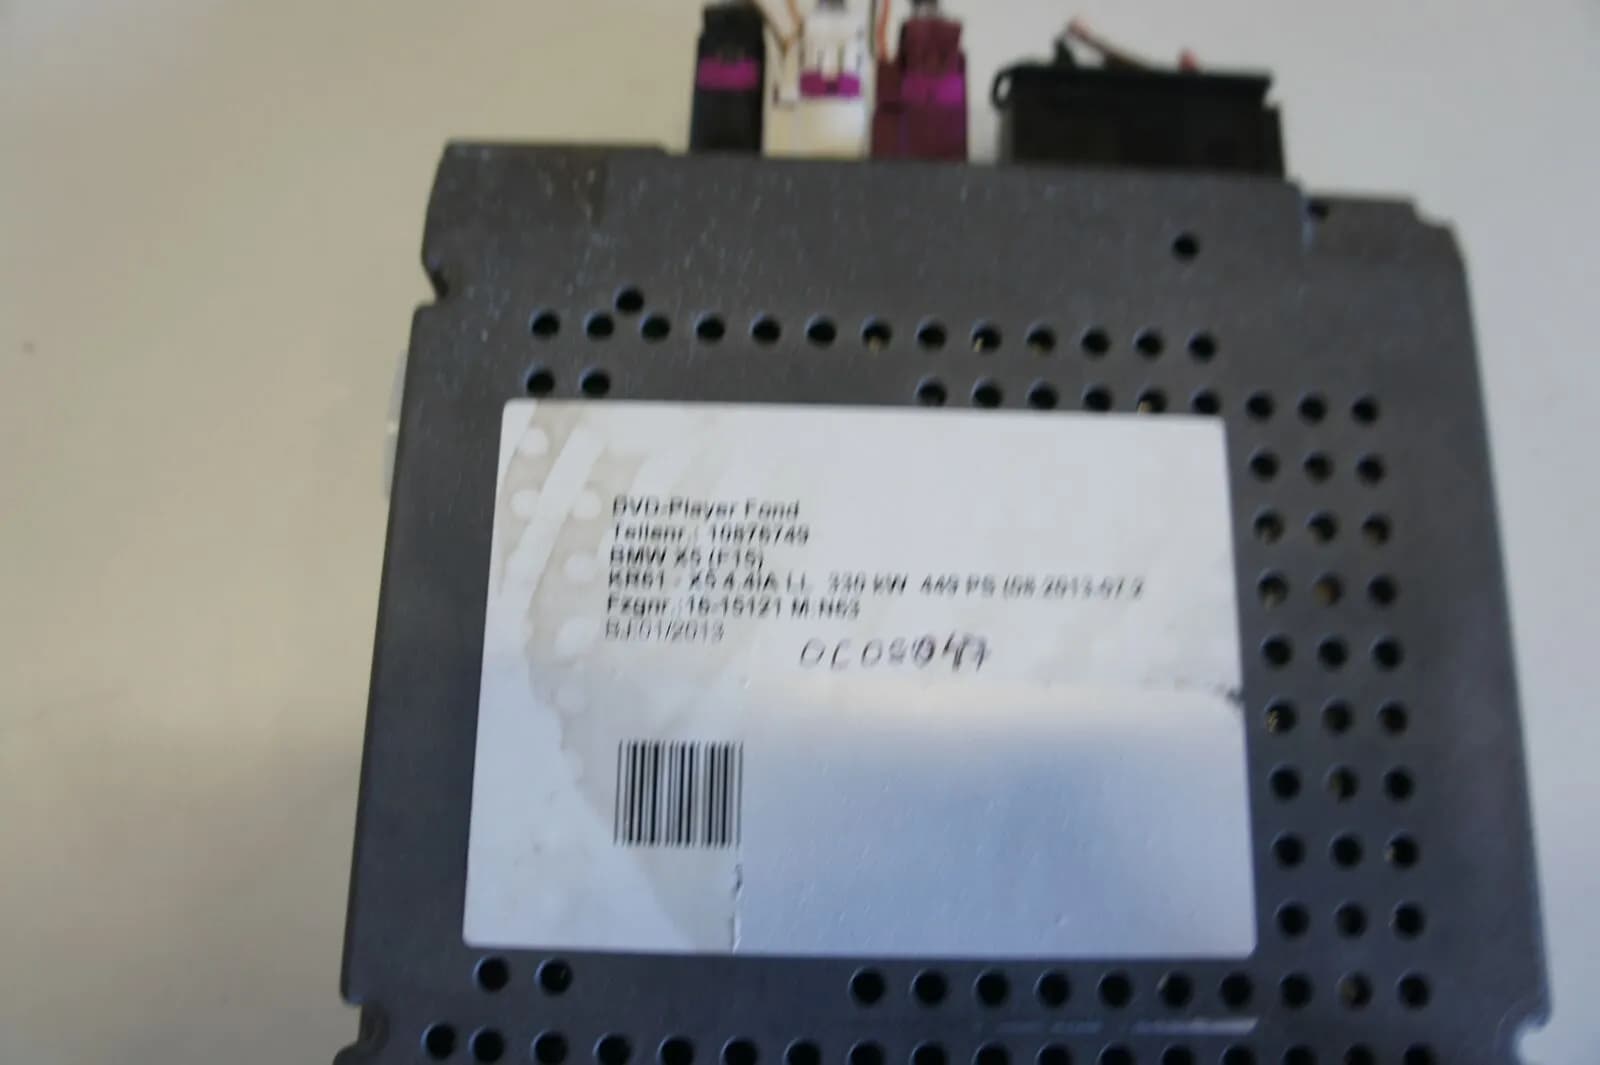 DVD-Player Fond
Teilenr.: 10876749
BMW X5 (F15)
KR61 - X5 4.4iA LL 330 kW 449 PS (08.2013-07.2
Fzgnr.:16-15121 M:N63
BJ:01/2013